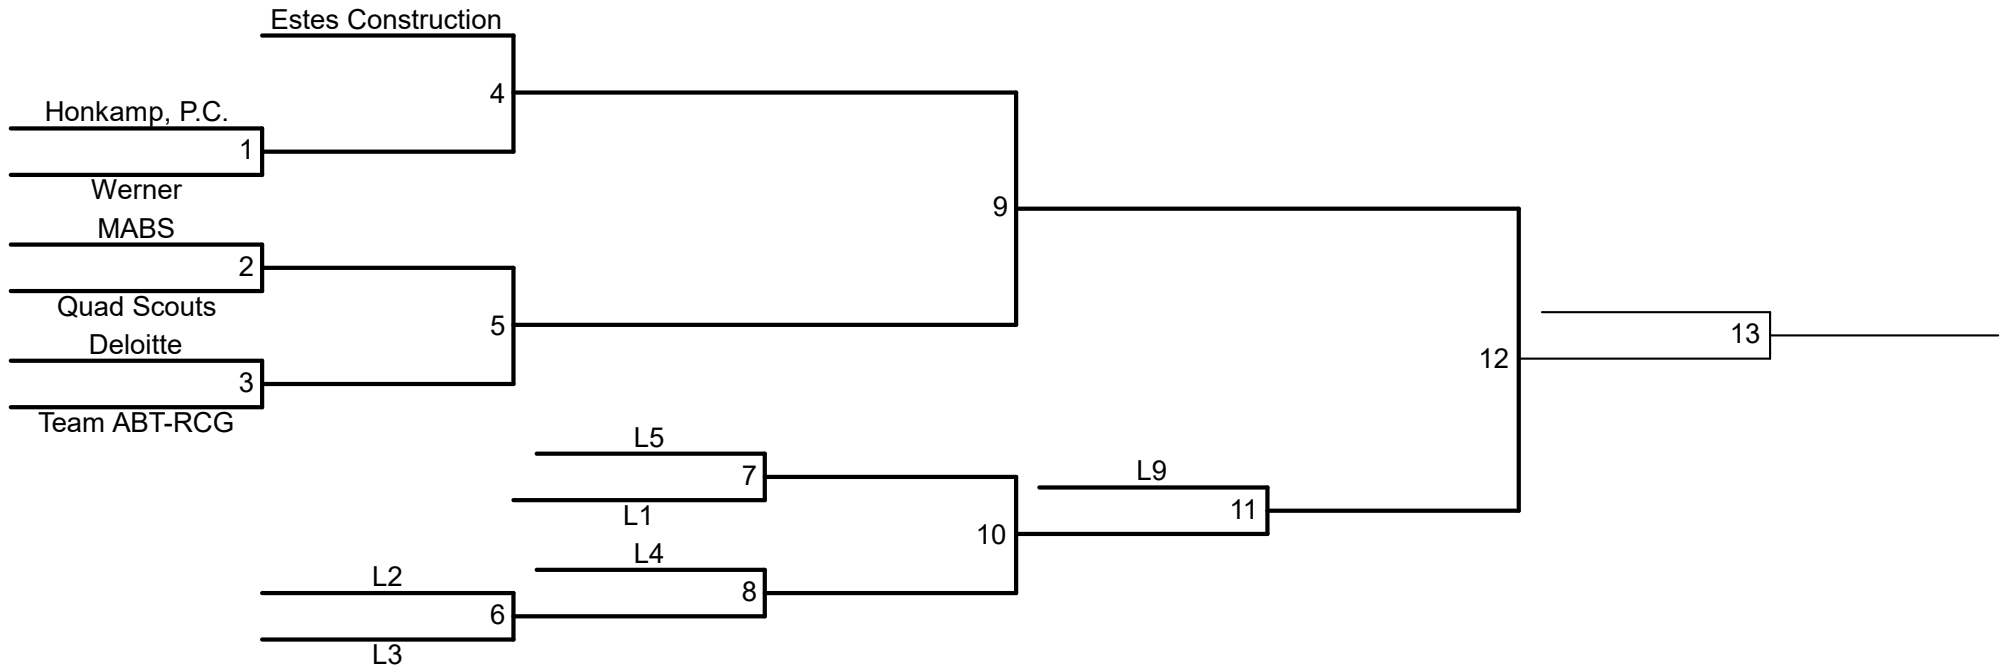 Estes Construction
4
Honkamp, P.C.
1
Werner
MABS
9
2
Quad Scouts
5
Deloitte
13
12
3
Team ABT-RCG
L5
7
L9
L1
11
10
L4
L2
8
6
L3